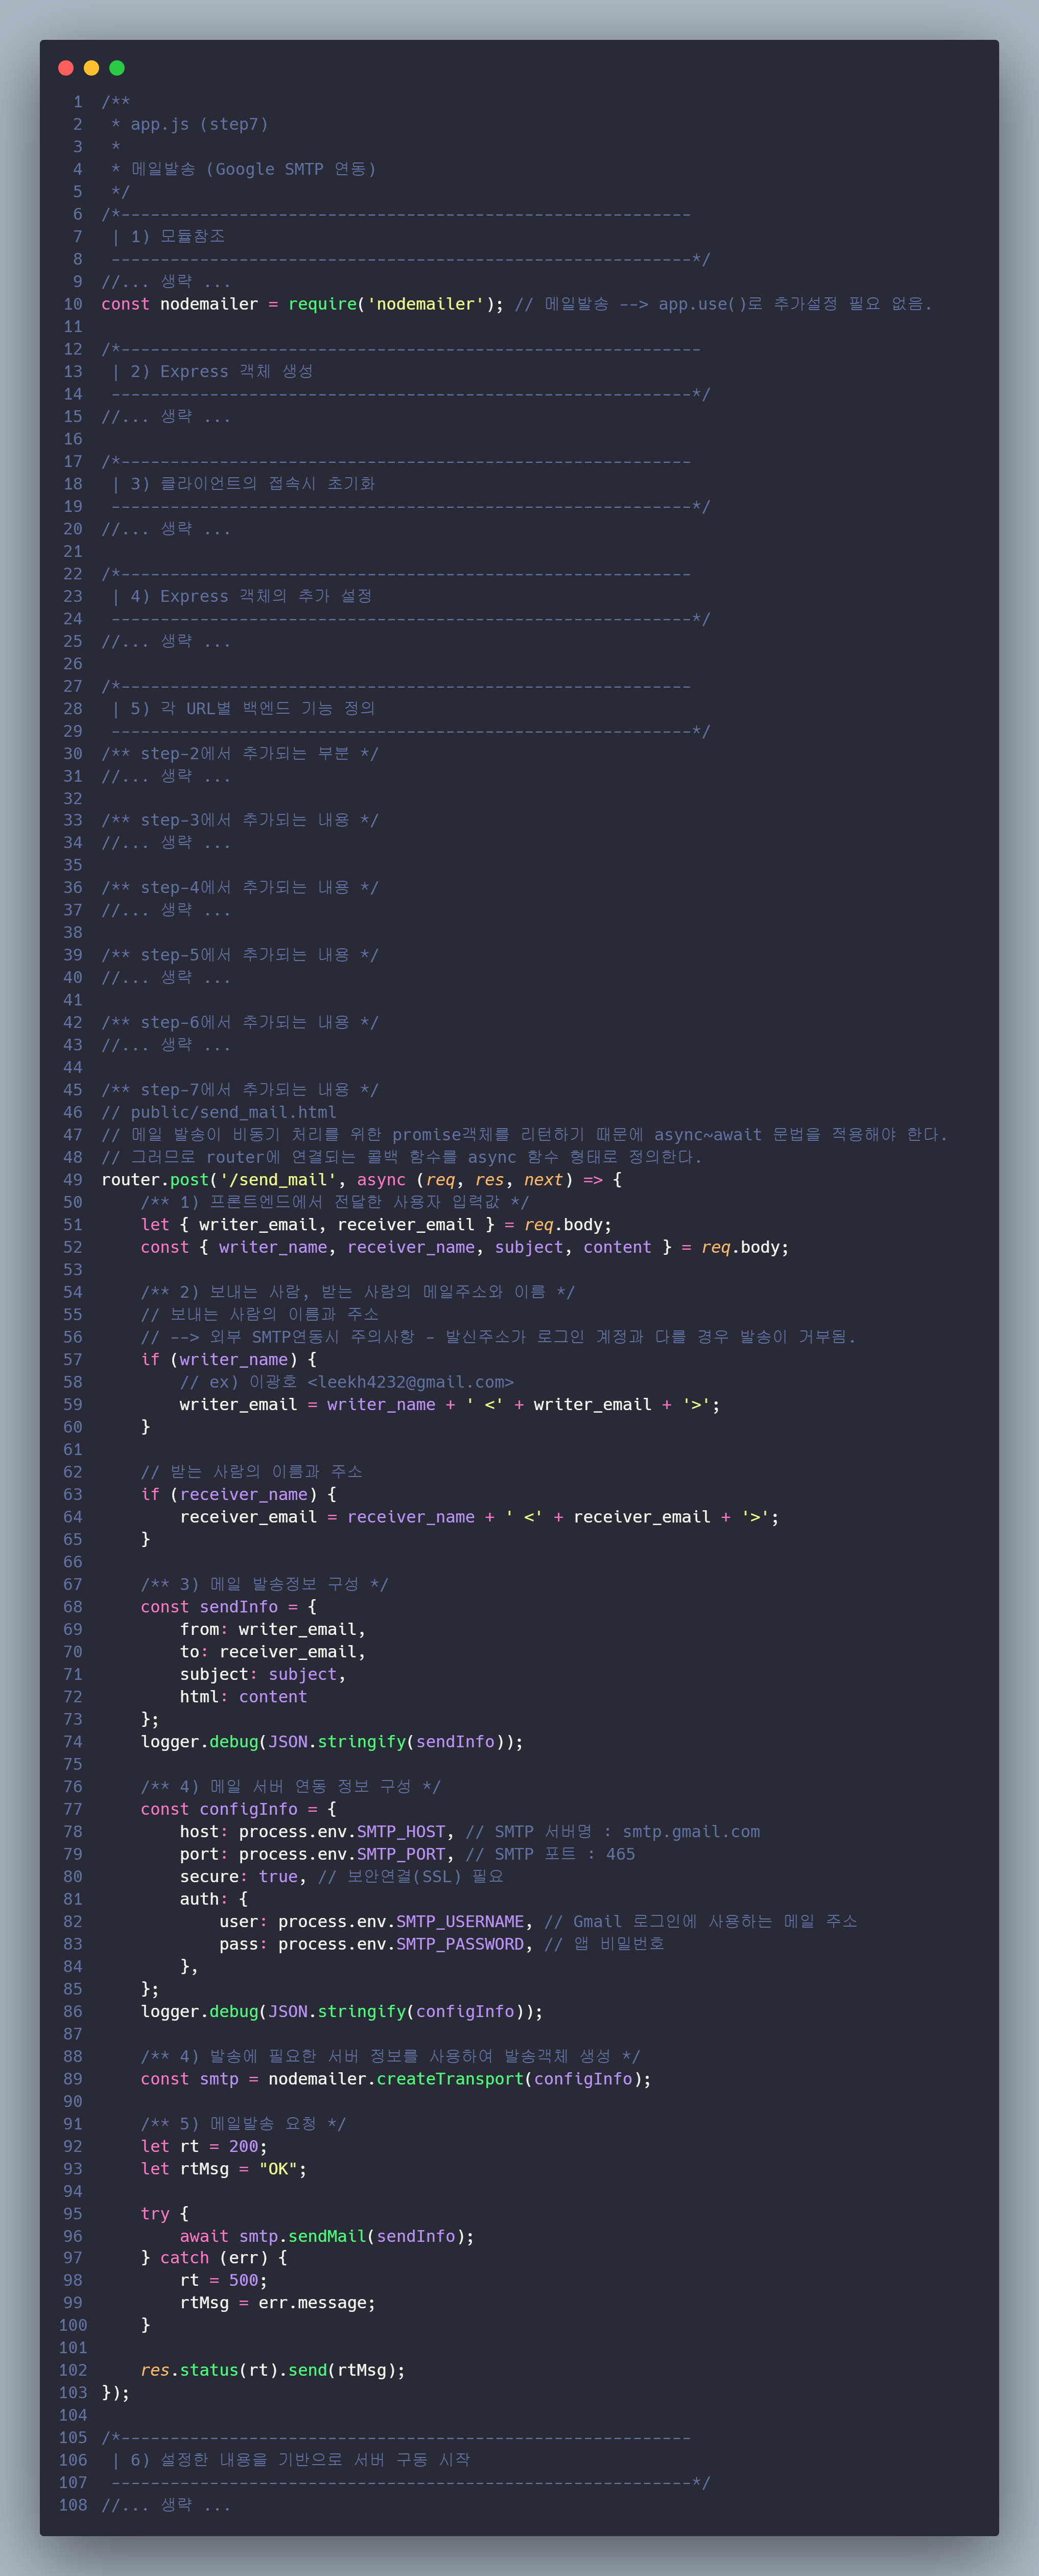 1 /**
2  * app.js (step7)
3  *
4  * 메일발송 (Google SMTP 연동)
5  */
6 /*----------------------------------------------------------
7  | 1) 모듈참조
8  -----------------------------------------------------------*/
9 //... 생략 ...
10 const nodemailer = require('nodemailer'); // 메일발송 --> app.use()로 추가설정 필요 없음.
11
12 /*-----------------------------------------------------------
13  | 2) Express 객체 생성
14  -----------------------------------------------------------*/
15 //... 생략 ...
16
17 /*----------------------------------------------------------
18  | 3) 클라이언트의 접속시 초기화
19  -----------------------------------------------------------*/
20 //... 생략 ...
21
22 /*----------------------------------------------------------
23  | 4) Express 객체의 추가 설정
24  -----------------------------------------------------------*/
25 //... 생략 ...
26
27 /*----------------------------------------------------------
28  | 5) 각 URL별 백엔드 기능 정의
29  -----------------------------------------------------------*/
30 /** step-2에서 추가되는 부분 */
31 //... 생략 ...
32
33 /** step-3에서 추가되는 내용 */
34 //... 생략 ...
35
36 /** step-4에서 추가되는 내용 */
37 //... 생략 ...
38
39 /** step-5에서 추가되는 내용 */
40 //... 생략 ...
41
42 /** step-6에서 추가되는 내용 */
43 //... 생략 ...
44
45 /** step-7에서 추가되는 내용 */
46 // public/send_mail.html
47 // 메일 발송이 비동기 처리를 위한 promise객체를 리턴하기 때문에 async~await 문법을 적용해야 한다.
48 // 그러므로 router에 연결되는 콜백 함수를 async 함수 형태로 정의한다.
49 router.post('/send_mail', async (req, res, next) => {
50     /** 1) 프론트엔드에서 전달한 사용자 입력값 */
51     let { writer_email, receiver_email } = req.body;
52     const { writer_name, receiver_name, subject, content } = req.body;
53
54     /** 2) 보내는 사람, 받는 사람의 메일주소와 이름 */
55     // 보내는 사람의 이름과 주소
56     // --> 외부 SMTP연동시 주의사항 - 발신주소가 로그인 계정과 다를 경우 발송이 거부됨.
57     if (writer_name) {
58         // ex) 이광호 <leekh4232@gmail.com>
59         writer_email = writer_name + ' <' + writer_email + '>';
60     }
61
62     // 받는 사람의 이름과 주소
63     if (receiver_name) {
64         receiver_email = receiver_name + ' <' + receiver_email + '>';
65     }
66
67     /** 3) 메일 발송정보 구성 */
68     const sendInfo = {
69         from: writer_email,
70         to: receiver_email,
71         subject: subject,
72         html: content
73     };
74     logger.debug(JSON.stringify(sendInfo));
75
76     /** 4) 메일 서버 연동 정보 구성 */
77     const configInfo = {
78         host: process.env.SMTP_HOST, // SMTP 서버명 : smtp.gmail.com
79         port: process.env.SMTP_PORT, // SMTP 포트 : 465
80         secure: true, // 보안연결(SSL) 필요
81         auth: {
82             user: process.env.SMTP_USERNAME, // Gmail 로그인에 사용하는 메일 주소
83             pass: process.env.SMTP_PASSWORD, // 앱 비밀번호
84         },
85     };
86     logger.debug(JSON.stringify(configInfo));
87
88     /** 4) 발송에 필요한 서버 정보를 사용하여 발송객체 생성 */
89     const smtp = nodemailer.createTransport(configInfo);
90
91     /** 5) 메일발송 요청 */
92     let rt = 200;
93     let rtMsg = "OK";
94
95     try {
96         await smtp.sendMail(sendInfo);
97     } catch (err) {
98         rt = 500;
99         rtMsg = err.message;
100     }
101
102     res.status(rt).send(rtMsg);
103 });
104
105 /*----------------------------------------------------------
106  | 6) 설정한 내용을 기반으로 서버 구동 시작
107  -----------------------------------------------------------*/
108 //... 생략 ...